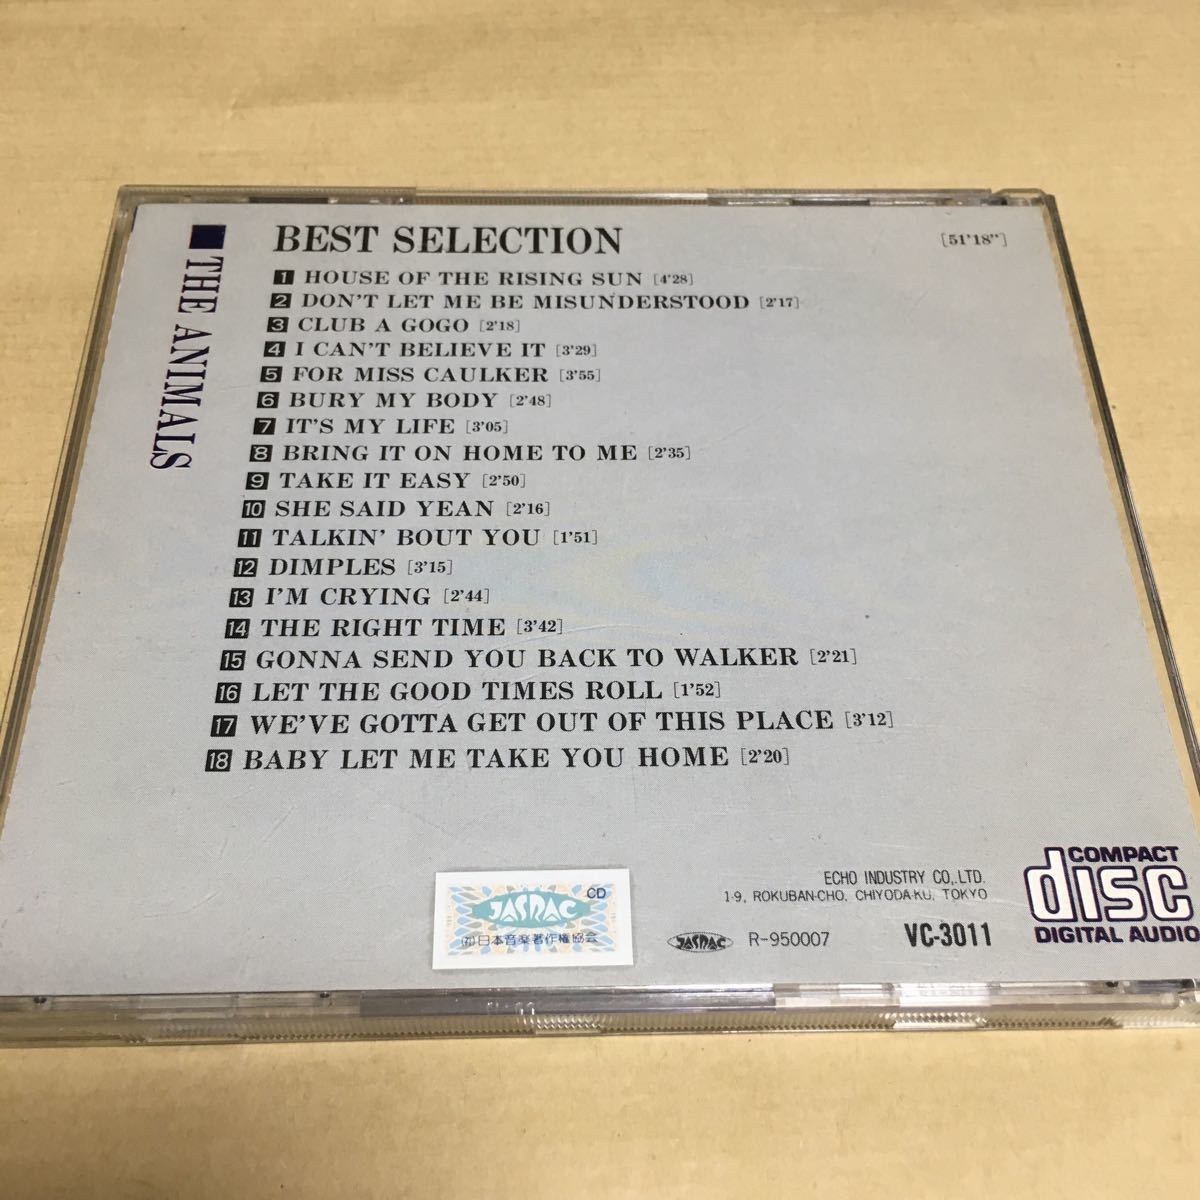 THE ANIMALS
BEST SELECTION [51'18"]
1 HOUSE OF THE RISING SUN [4'28]
2 DON'T LET ME BE MISUNDERSTOOD [2'17]
3 CLUB A GOGO [2'18]
4 I CAN'T BELIEVE IT [3'29]
5 FOR MISS CAULKER [3'55]
6 BURY MY BODY [2'48]
7 IT'S MY LIFE [3'05]
8 BRING IT ON HOME TO ME [2'35]
9 TAKE IT EASY [2'50]
10 SHE SAID YEAN [2'16]
11 TALKIN' BOUT YOU [1'51]
12 DIMPLES [3'15]
13 I'M CRYING [2'44]
14 THE RIGHT TIME [3'42]
15 GONNA SEND YOU BACK TO WALKER [2'21]
16 LET THE GOOD TIMES ROLL [1'52]
17 WE'VE GOTTA GET OUT OF THIS PLACE [3'12]
18 BABY LET ME TAKE YOU HOME [2'20]
CD
JASRAC
㈳日本音楽著作権協会
ECHO INDUSTRY CO,.LTD.
1-9, ROKUBAN-CHO, CHIYODA-KU, TOKYO
JASRAC R-950007 VC-3011
COMPACT
disc
DIGITAL AUDIO